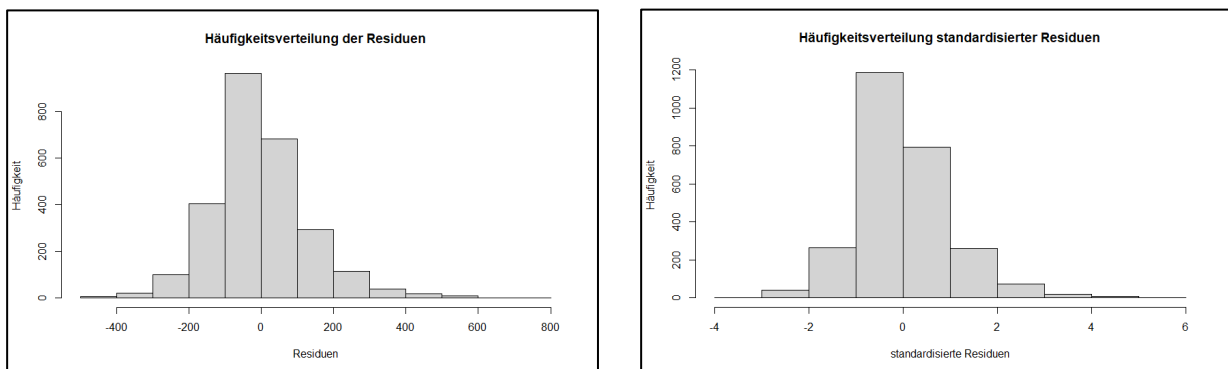 Häufigkeitsverteilung der Residuen
800
600
400
200
0
Häufigkeit
-400 -200 0 200 400 600 800
Residuen
Häufigkeitsverteilung standardisierter Residuen
1200
1000
800
600
400
200
0
Häufigkeit
-4 -2 0 2 4 6
standardisierte Residuen